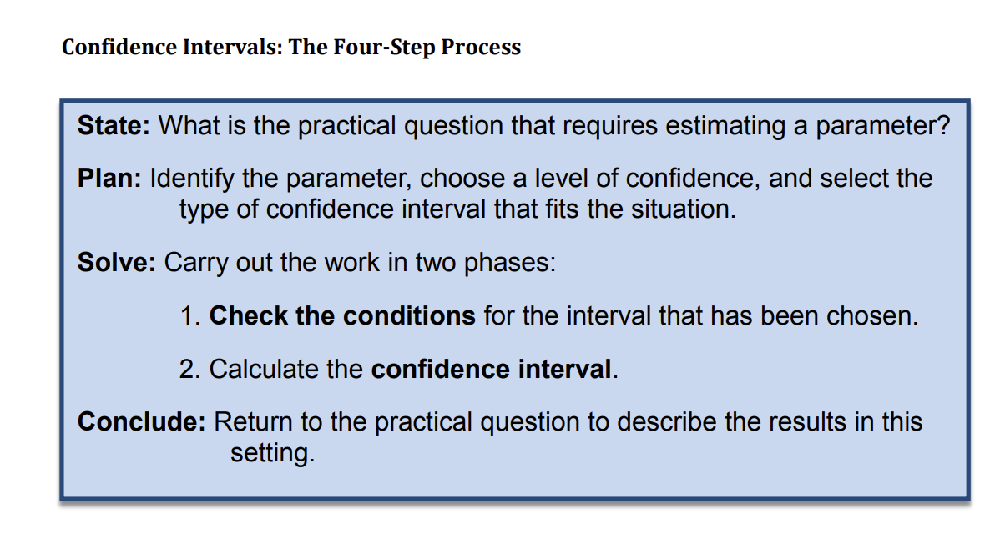 Confidence Intervals: The Four-Step Process
State: What is the practical question that requires estimating a parameter?
Plan: Identify the parameter, choose a level of confidence, and select the
type of confidence interval that fits the situation.
Solve: Carry out the work in two phases:
1. Check the conditions for the interval that has been chosen.
2. Calculate the confidence interval.
Conclude: Return to the practical question to describe the results in this
setting.